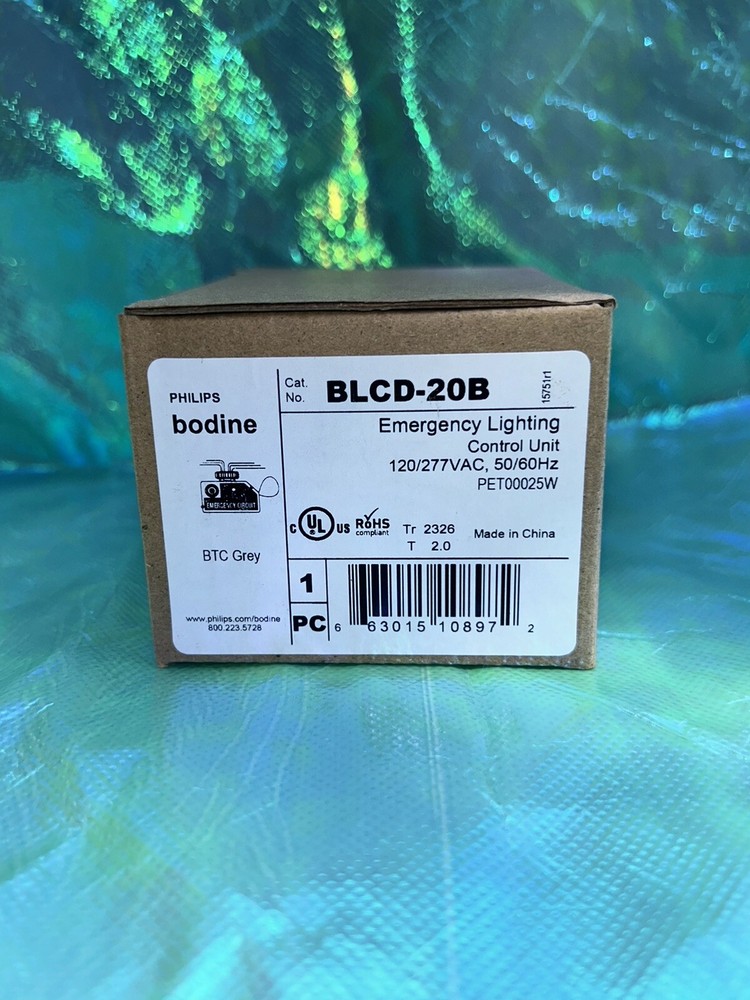 PHILIPS
bodine
EMERGENCY CIRCUIT
BTC Grey
www.philips.com/bodine
800.223.5728
Cat.
No.
BLCD-20B
15751r1
Emergency Lighting
Control Unit
120/277VAC, 50/60Hz
PET00025W
C UL US
RoHS
compliant
Tr 2326
T 2.0
Made in China
1
PC
6 63015 10897 2